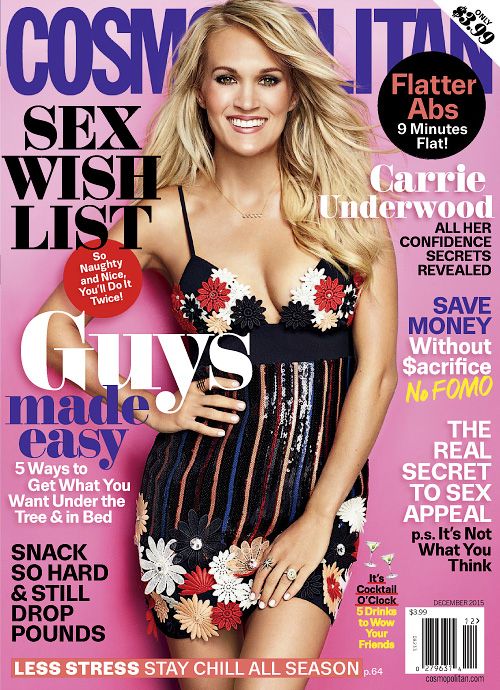 COSMOPOLITAN
ONLY
$3.99
Flatter
Abs
9 Minutes
Flat!
SEX
WISH
LIST
So
Naughty
and Nice,
You'll Do It
Twice!
Carrie
Underwood
ALL HER
CONFIDENCE
SECRETS
REVEALED
SAVE
MONEY
Without
$acrifice
No FOMO
Guys
made
easy
5 Ways to
Get What You
Want Under the
Tree & in Bed
THE
REAL
SECRET
TO SEX
APPEAL
p.s. It's Not
What You
Think
SNACK
SO HARD
& STILL
DROP
POUNDS
It's
Cocktail
O'Clock
5 Drinks
to Wow
Your
Friends
DECEMBER 2015
$3.99
12>
cosmopolitan.com
LESS STRESS STAY CHILL ALL SEASON p.64